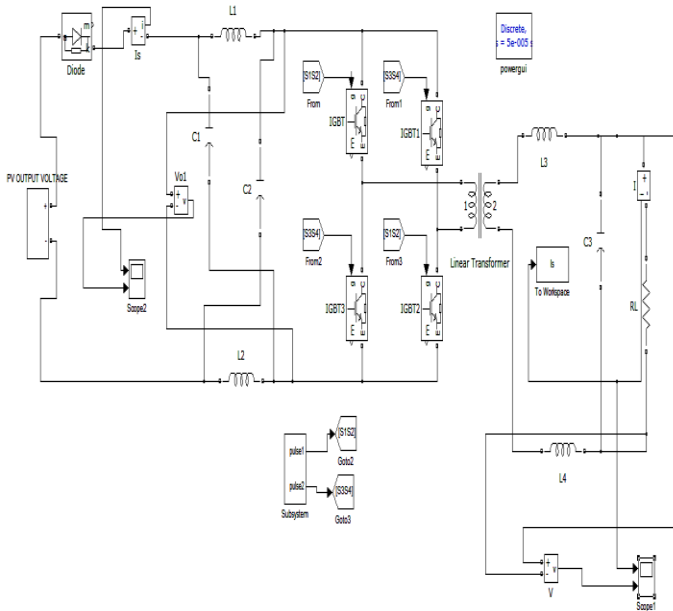 L1
Discrete,
s = 5e-005 s
powergui
m
k
Diode
+
-
i
Is
[S1S2]
From
[S3S4]
From1
g
C
E
IGBT
g
C
E
IGBT1
C1
C2
L3
PV OUTPUT VOLTAGE
+
-
Vo1
+
-
v
1
2
Linear Transformer
+
-
i
I
C3
[S3S4]
From2
[S1S2]
From3
Is
To Workspace
Scope2
g
C
E
IGBT3
g
C
E
IGBT2
RL
L2
pulse1
pulse2
Subsystem
[S1S2]
Goto2
[S3S4]
Goto3
L4
+
-
v
V
Scope1